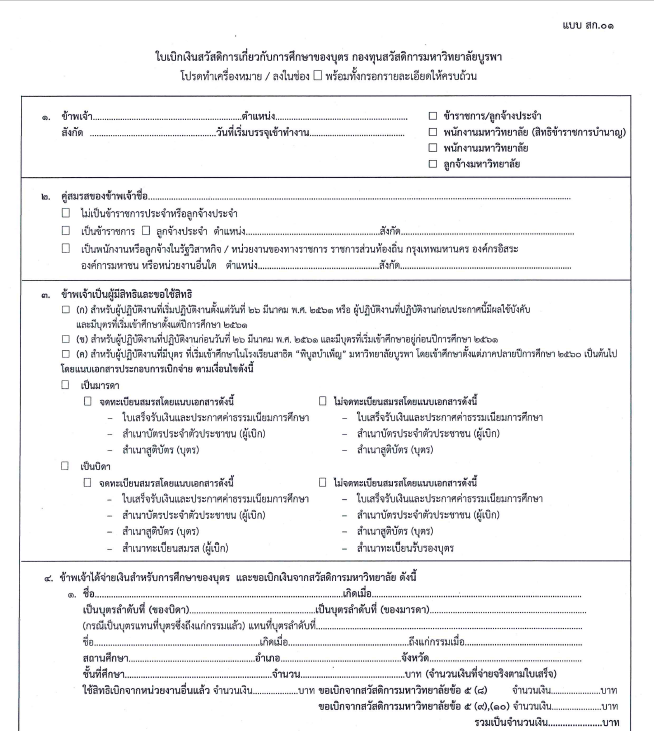 แบบ สก.๐๑
ใบเบิกเงินสวัสดิการเกี่ยวกับการศึกษาของบุตร กองทุนสวัสดิการมหาวิทยาลัยบูรพา
โปรดทำเครื่องหมาย / ลงในช่อง ☐ พร้อมทั้งกรอกรายละเอียดให้ครบถ้วน
๑. ข้าพเจ้า..........................................ตำแหน่ง..................................... ☐ ข้าราชการ/ลูกจ้างประจำ
สังกัด ...................................วันที่เริ่มบรรจุเข้าทำงาน........................... ☐ พนักงานมหาวิทยาลัย (สิทธิข้าราชการบำนาญ)
☐ พนักงานมหาวิทยาลัย
☐ ลูกจ้างมหาวิทยาลัย
๒. คู่สมรสของข้าพเจ้าชื่อ............................................................
☐ ไม่เป็นข้าราชการประจำหรือลูกจ้างประจำ
☐ เป็นข้าราชการ ☐ ลูกจ้างประจำ ตำแหน่ง.....................................สังกัด.....................................
☐ เป็นพนักงานหรือลูกจ้างในรัฐวิสาหกิจ / หน่วยงานของทางราชการ ราชการส่วนท้องถิ่น กรุงเทพมหานคร องค์กรอิสระ
องค์การมหาชน หรือหน่วยงานอื่นใด ตำแหน่ง.................................สังกัด.....................................
๓. ข้าพเจ้าเป็นผู้มีสิทธิและขอใช้สิทธิ
☐ (ก) สำหรับผู้ปฏิบัติงานที่เริ่มปฏิบัติงานตั้งแต่วันที่ ๒๖ มีนาคม พ.ศ. ๒๕๖๑ หรือ ผู้ปฏิบัติงานที่ปฏิบัติงานก่อนประกาศนี้มีผลใช้บังคับ
และมีบุตรที่เริ่มเข้าศึกษาตั้งแต่ปีการศึกษา ๒๕๖๑
☐ (ข) สำหรับผู้ปฏิบัติงานที่ปฏิบัติงานก่อนวันที่ ๒๖ มีนาคม พ.ศ. ๒๕๖๑ และมีบุตรที่เริ่มเข้าศึกษาอยู่ก่อนปีการศึกษา ๒๕๖๑
☐ (ค) สำหรับผู้ปฏิบัติงานที่มีบุตร ที่เริ่มเข้าศึกษาในโรงเรียนสาธิต "พิบูลบำเพ็ญ" มหาวิทยาลัยบูรพา โดยเข้าศึกษาตั้งแต่ภาคปลายปีการศึกษา ๒๕๖๐ เป็นต้นไป
โดยแนบเอกสารประกอบการเบิกจ่าย ตามเงื่อนไขดังนี้
☐ เป็นมารดา
☐ จดทะเบียนสมรสโดยแนบเอกสารดังนี้ ☐ ไม่จดทะเบียนสมรสโดยแนบเอกสารดังนี้
– ใบเสร็จรับเงินและประกาศค่าธรรมเนียมการศึกษา – ใบเสร็จรับเงินและประกาศค่าธรรมเนียมการศึกษา
– สำเนาบัตรประจำตัวประชาชน (ผู้เบิก) – สำเนาบัตรประจำตัวประชาชน (ผู้เบิก)
– สำเนาสูติบัตร (บุตร) – สำเนาสูติบัตร (บุตร)
☐ เป็นบิดา
☐ จดทะเบียนสมรสโดยแนบเอกสารดังนี้ ☐ ไม่จดทะเบียนสมรสโดยแนบเอกสารดังนี้
– ใบเสร็จรับเงินและประกาศค่าธรรมเนียมการศึกษา – ใบเสร็จรับเงินและประกาศค่าธรรมเนียมการศึกษา
– สำเนาบัตรประจำตัวประชาชน (ผู้เบิก) – สำเนาบัตรประจำตัวประชาชน (ผู้เบิก)
– สำเนาสูติบัตร (บุตร) – สำเนาสูติบัตร (บุตร)
– สำเนาทะเบียนสมรส (ผู้เบิก) – สำเนาทะเบียนรับรองบุตร
๔. ข้าพเจ้าได้จ่ายเงินสำหรับการศึกษาของบุตร และขอเบิกเงินจากสวัสดิการมหาวิทยาลัย ดังนี้
๑. ชื่อ............................................................เกิดเมื่อ............................................................
เป็นบุตรลำดับที่ (ของบิดา)...................................เป็นบุตรลำดับที่ (ของมารดา).....................................
(กรณีเป็นบุตรแทนที่บุตรซึ่งถึงแก่กรรมแล้ว) แทนที่บุตรลำดับที่............................................................
ชื่อ.............................................เกิดเมื่อ...................................ถึงแก่กรรมเมื่อ.................................
สถานศึกษา...................................อำเภอ...................................จังหวัด.....................................
ชั้นที่ศึกษา.......................................จำนวน...................................บาท (จำนวนเงินที่จ่ายจริงตามใบเสร็จ)
ใช้สิทธิเบิกจากหน่วยงานอื่นแล้ว จำนวนเงิน..............บาท ขอเบิกจากสวัสดิการมหาวิทยาลัยข้อ ๕ (๘) จำนวนเงิน...............บาท
ขอเบิกจากสวัสดิการมหาวิทยาลัยข้อ ๕ (๙),(๑๐) จำนวนเงิน...............บาท
รวมเป็นจำนวนเงิน.........................บาท